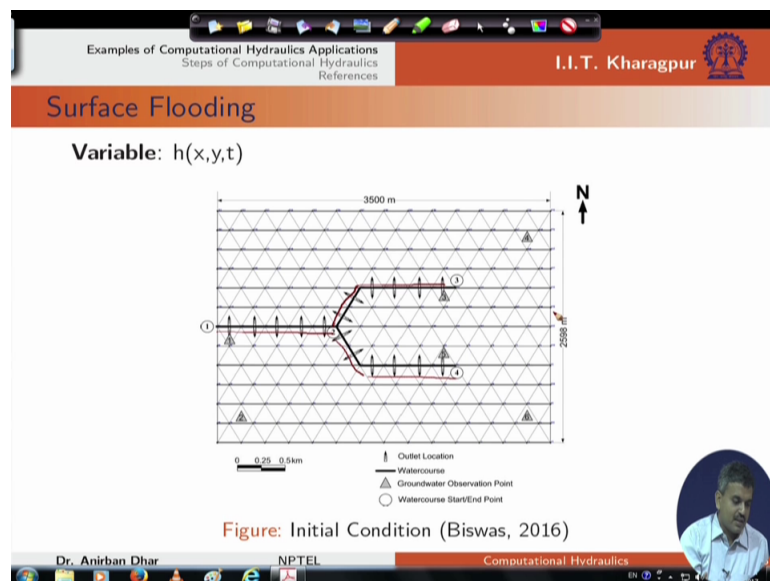 Examples of Computational Hydraulics Applications
Steps of Computational Hydraulics
References
I.I.T. Kharagpur
Surface Flooding
Variable: h(x,y,t)
3500 m
N
2598 m
1
3
4
2
0 0.25 0.5km
Outlet Location
Watercourse
Groundwater Observation Point
Watercourse Start/End Point
Figure: Initial Condition (Biswas, 2016)
Dr. Anirban Dhar
NPTEL
Computational Hydraulics
EN